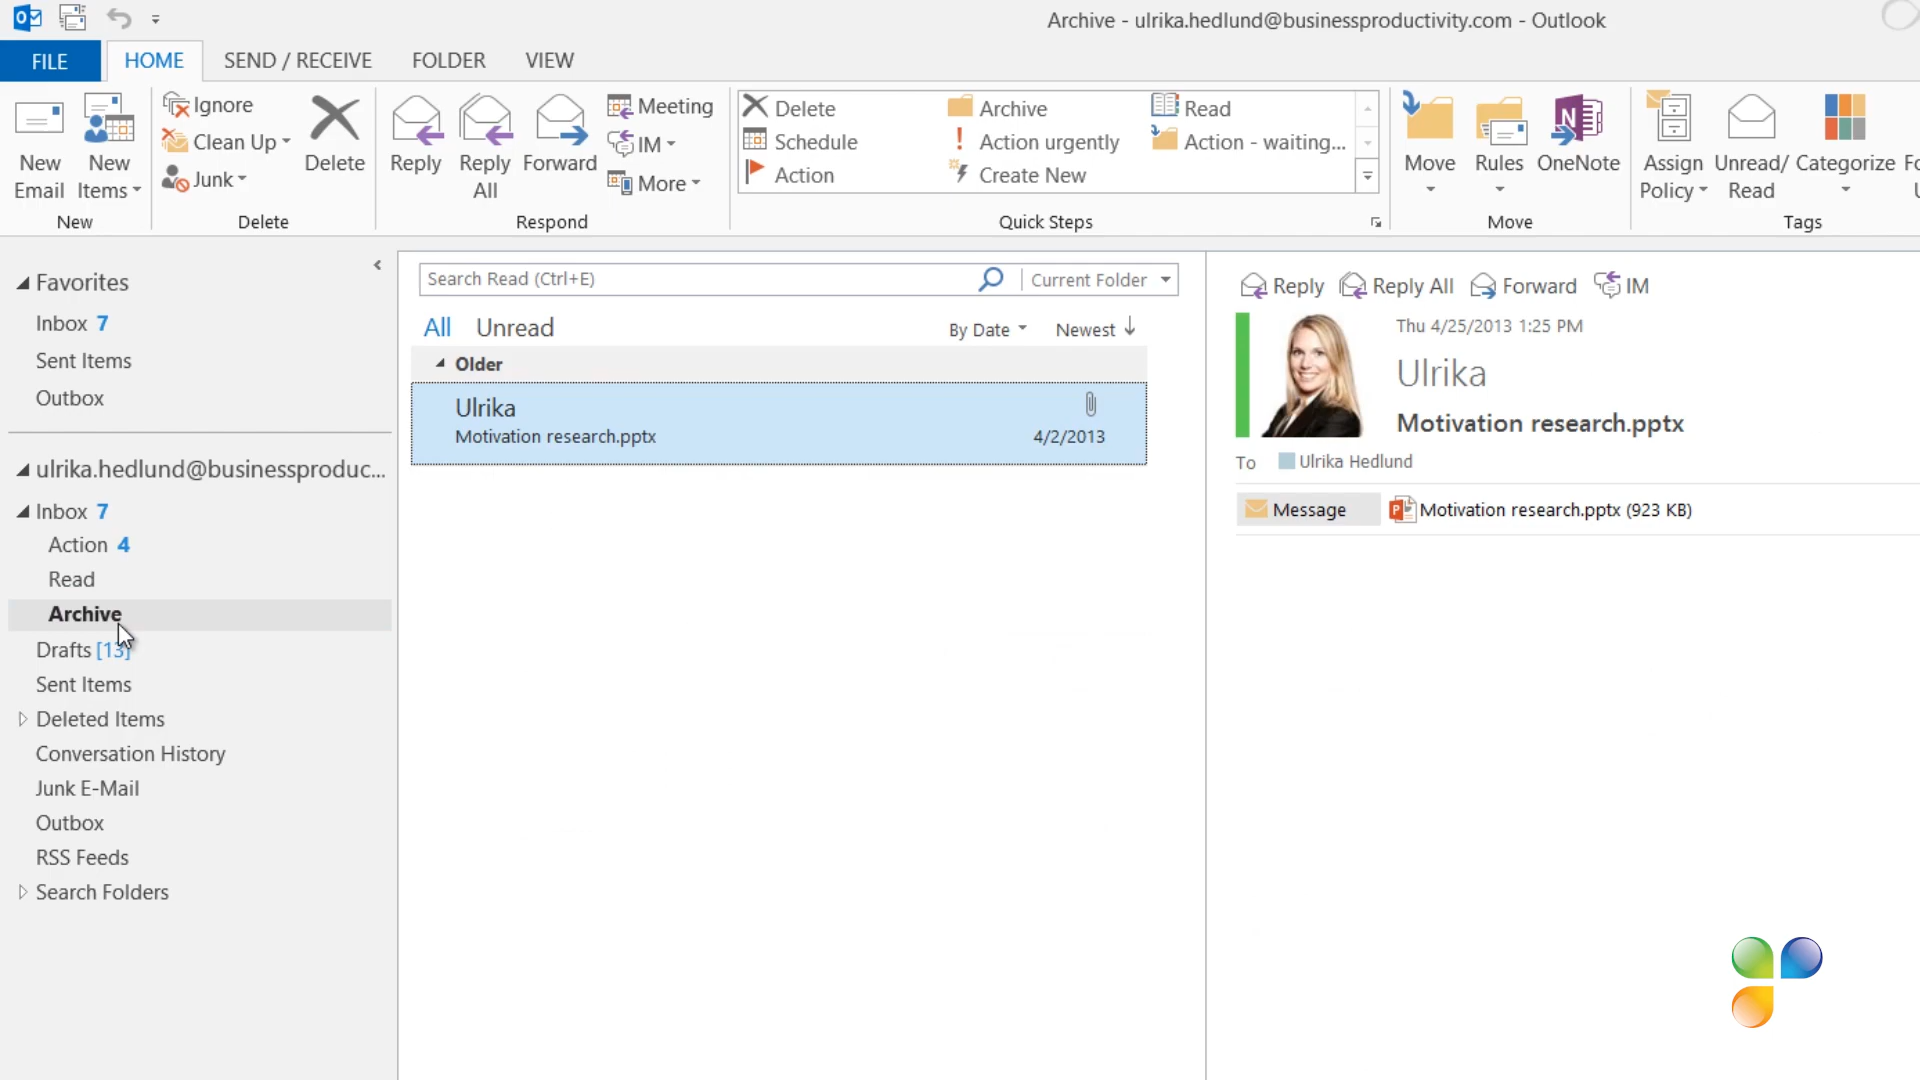 Archive - ulrika.hedlund@businessproductivity.com - Outlook
FILE
HOME
SEND / RECEIVE
FOLDER
VIEW
New Email
New Items
New
Ignore
Clean Up
Junk
Delete
Delete
Reply
Reply All
Forward
Meeting
IM
More
Respond
Delete
Archive
Read
Schedule
Action urgently
Action - waiting...
Action
Create New
Quick Steps
Move
Rules
OneNote
Move
Assign Policy
Unread/ Read
Categorize
Tags
Favorites
Inbox 7
Sent Items
Outbox
ulrika.hedlund@businessproduc...
Inbox 7
Action 4
Read
Archive
Drafts [13]
Sent Items
Deleted Items
Conversation History
Junk E-Mail
Outbox
RSS Feeds
Search Folders
Search Read (Ctrl+E)
Current Folder
All
Unread
By Date
Newest
Older
Ulrika
Motivation research.pptx
4/2/2013
Reply
Reply All
Forward
IM
Thu 4/25/2013 1:25 PM
Ulrika
Motivation research.pptx
To
Ulrika Hedlund
Message
Motivation research.pptx (923 KB)